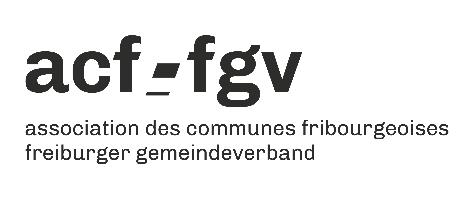 acf-fgv
association des communes fribourgeoises
freiburger gemeindeverband